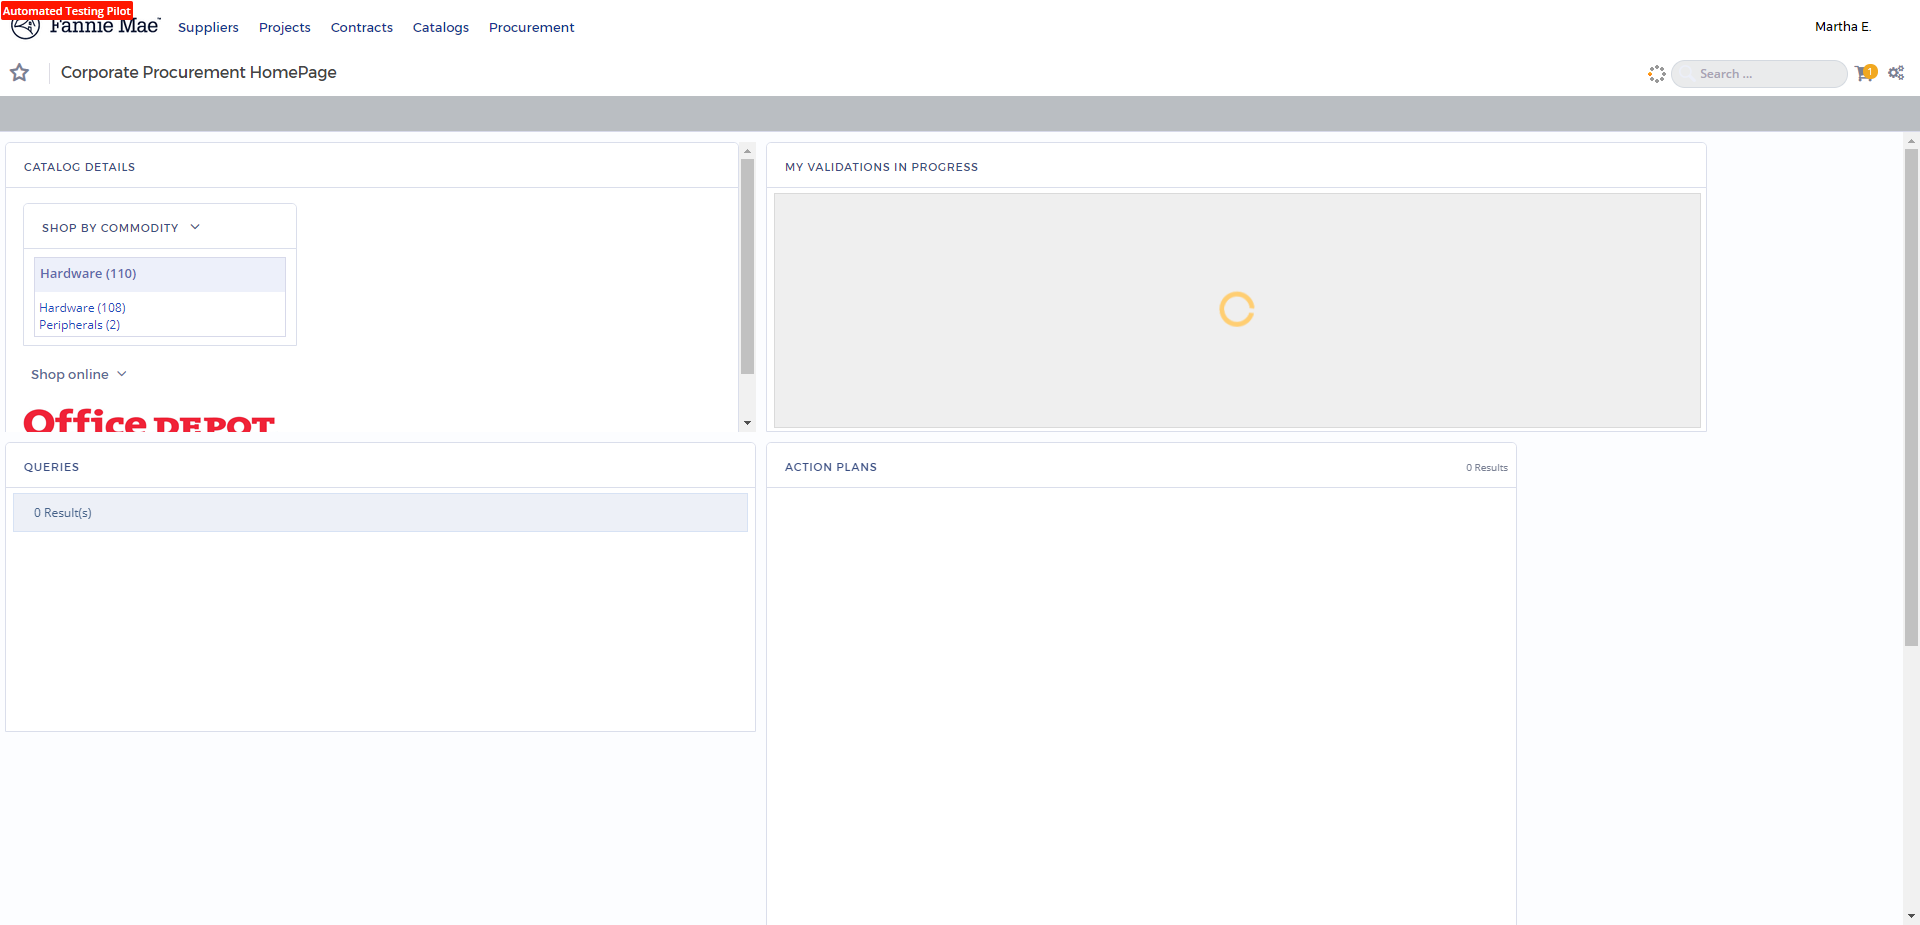 Automated Testing Pilot
Fannie Mae™
Suppliers
Projects
Contracts
Catalogs
Procurement
Martha E.
Corporate Procurement HomePage
Search ...
1
CATALOG DETAILS
SHOP BY COMMODITY
Hardware (110)
Hardware (108)
Peripherals (2)
Shop online
Office DEPOT
MY VALIDATIONS IN PROGRESS
QUERIES
0 Result(s)
ACTION PLANS
0 Results